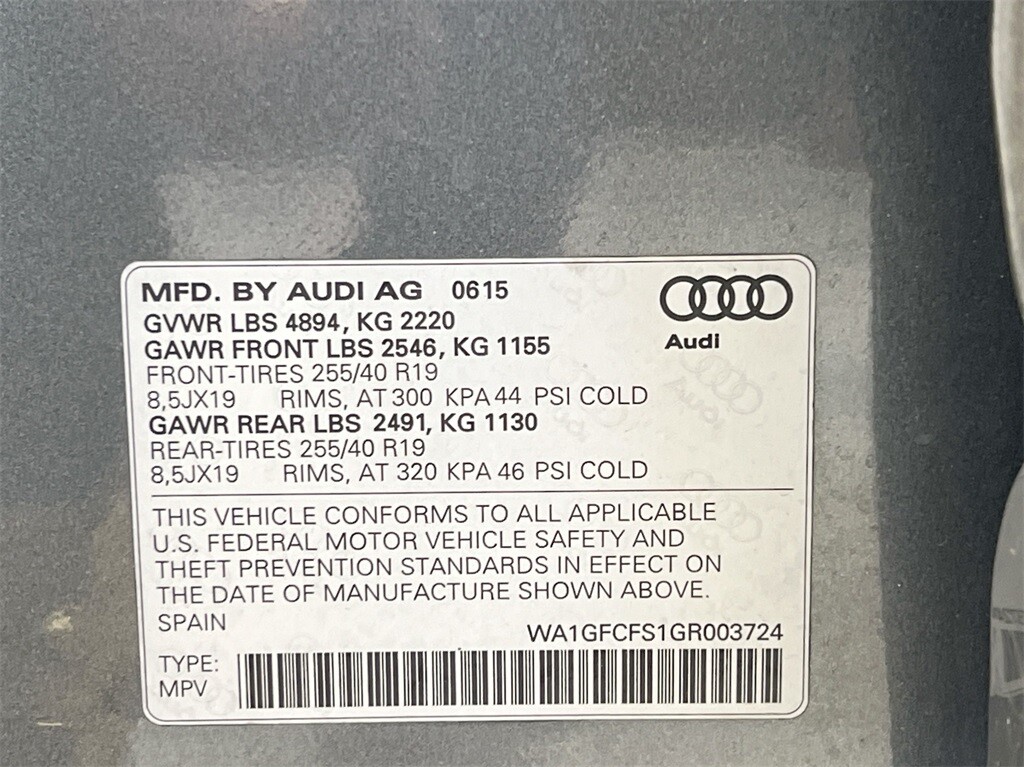 MFD. BY AUDI AG 0615
GVWR LBS 4894, KG 2220
GAWR FRONT LBS 2546, KG 1155
FRONT-TIRES 255/40 R19
8,5JX19 RIMS, AT 300 KPA 44 PSI COLD
GAWR REAR LBS 2491, KG 1130
REAR-TIRES 255/40 R19
8,5JX19 RIMS, AT 320 KPA 46 PSI COLD
Audi
THIS VEHICLE CONFORMS TO ALL APPLICABLE
U.S. FEDERAL MOTOR VEHICLE SAFETY AND
THEFT PREVENTION STANDARDS IN EFFECT ON
THE DATE OF MANUFACTURE SHOWN ABOVE.
SPAIN
WA1GFCFS1GR003724
TYPE:
MPV